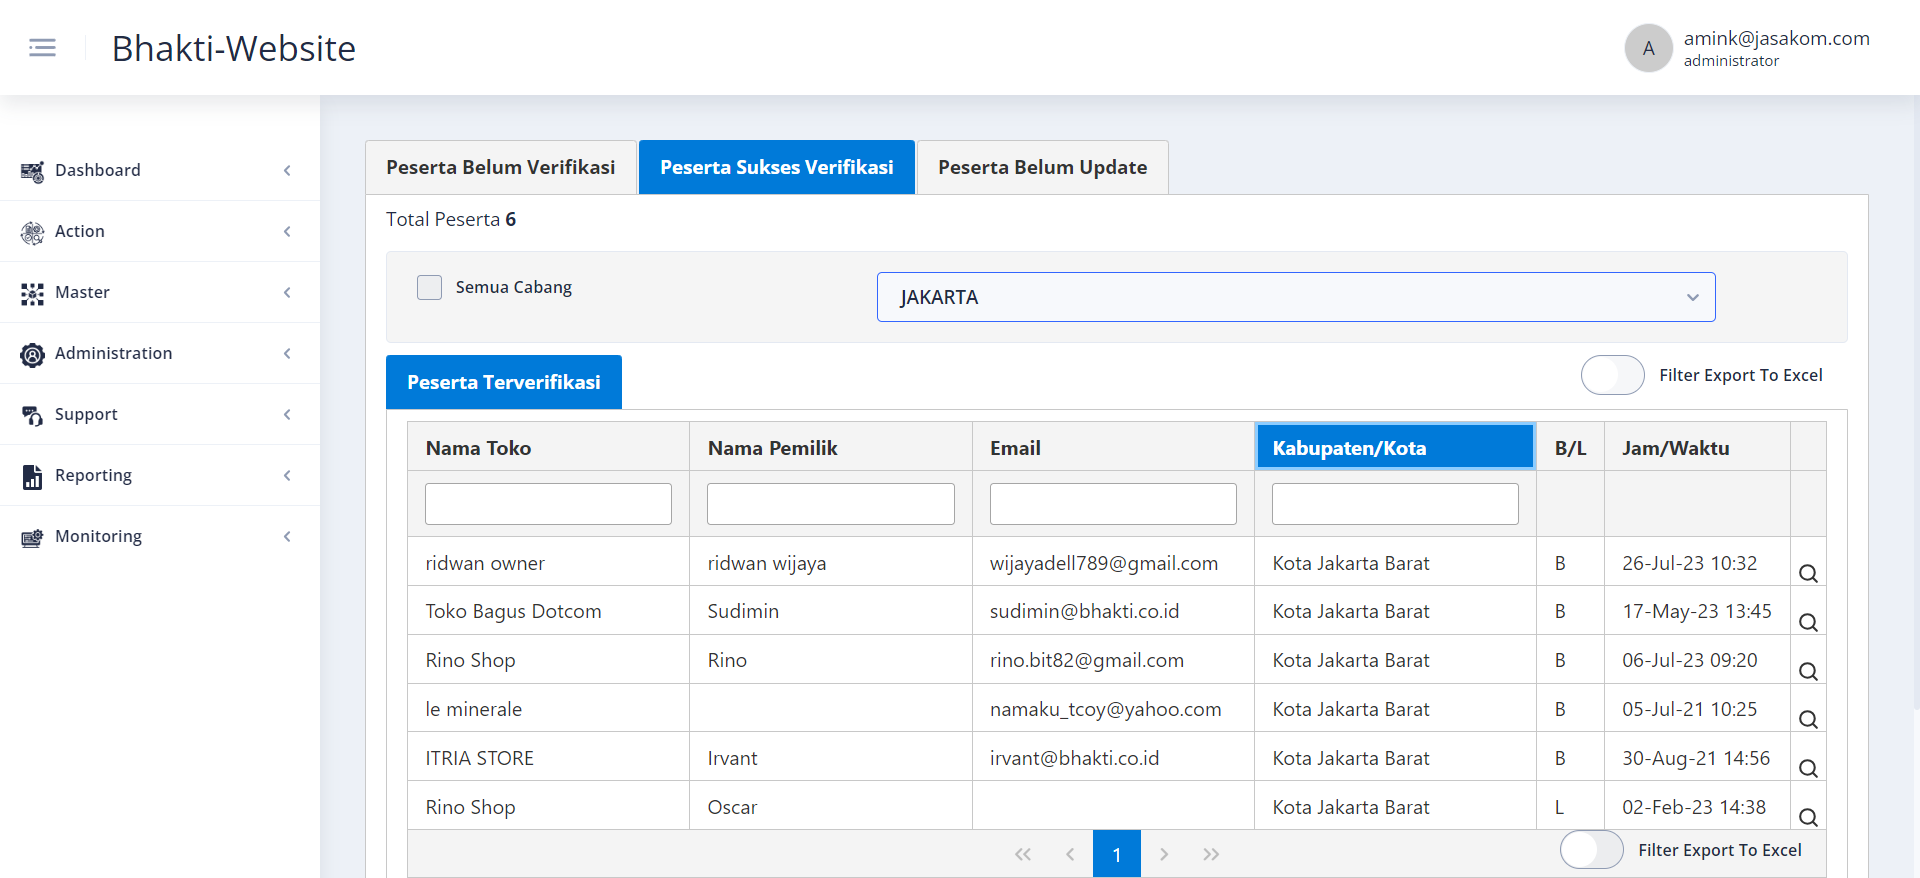 Bhakti-Website
A
amink@jasakom.com
administrator
Dashboard
Action
Master
Administration
Support
Reporting
Monitoring
Peserta Belum Verifikasi
Peserta Sukses Verifikasi
Peserta Belum Update
Total Peserta 6
Semua Cabang
JAKARTA
Peserta Terverifikasi
Filter Export To Excel
Nama Toko Nama Pemilik Email Kabupaten/Kota B/L Jam/Waktu
ridwan owner ridwan wijaya wijayadell789@gmail.com Kota Jakarta Barat B 26-Jul-23 10:32
Toko Bagus Dotcom Sudimin sudimin@bhakti.co.id Kota Jakarta Barat B 17-May-23 13:45
Rino Shop Rino rino.bit82@gmail.com Kota Jakarta Barat B 06-Jul-23 09:20
le minerale namaku_tcoy@yahoo.com Kota Jakarta Barat B 05-Jul-21 10:25
ITRIA STORE Irvant irvant@bhakti.co.id Kota Jakarta Barat B 30-Aug-21 14:56
Rino Shop Oscar Kota Jakarta Barat L 02-Feb-23 14:38
1
Filter Export To Excel